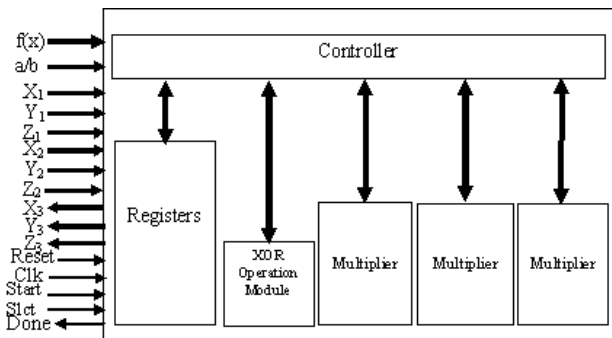 f(x)
a/b
X1
Y1
Z1
X2
Y2
Z2
X3
Y3
Z3
Reset
Clk
Start
Slct
Done
Controller
Registers
XOR
Operation
Module
Multiplier
Multiplier
Multiplier